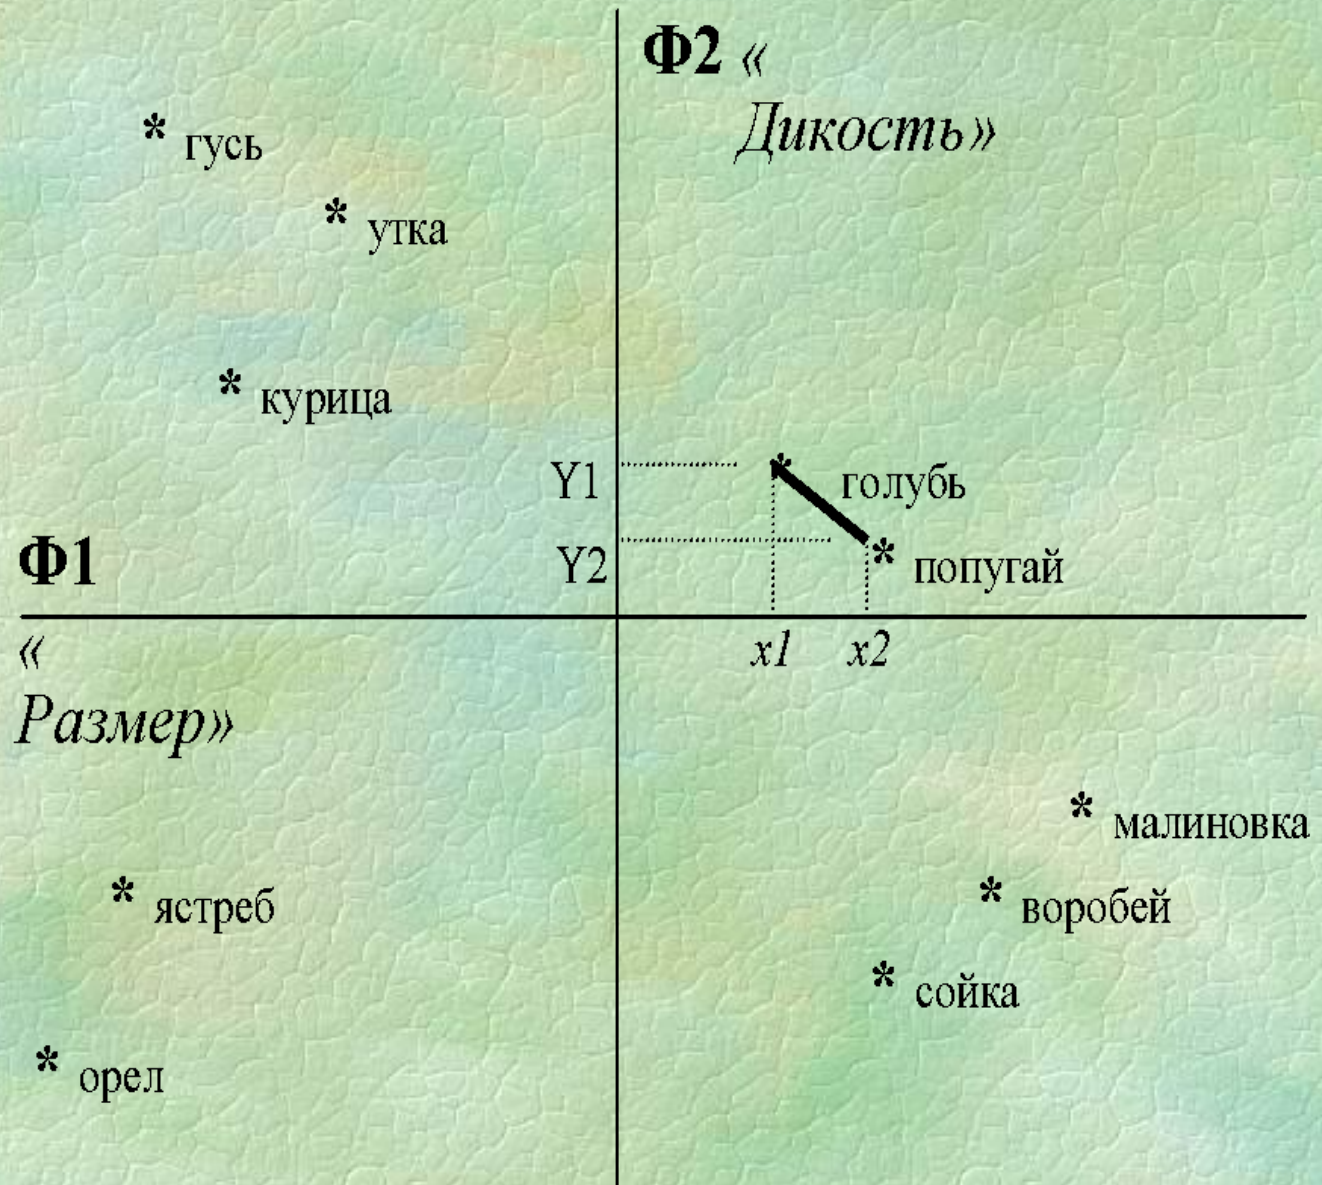 Ф2 «
Дикость»
* гусь
* утка
* курица
Y1
* голубь
Ф1
Y2
* попугай
«
Размер»
x1 x2
* малиновка
* ястреб
* воробей
* сойка
* орел